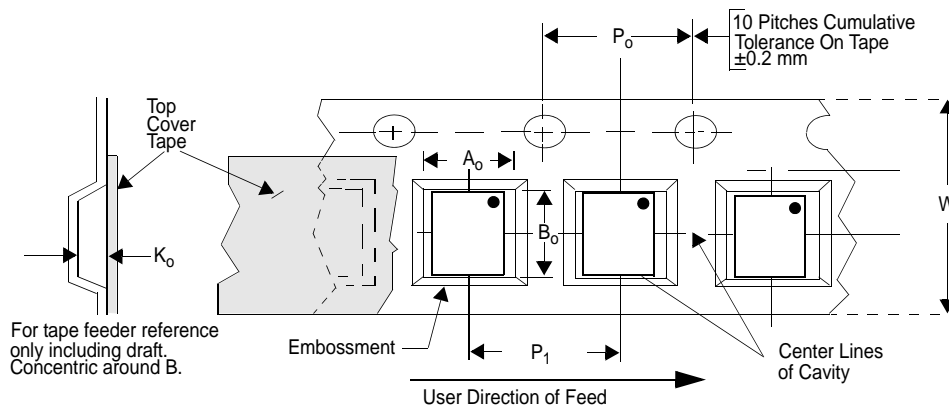 10 Pitches Cumulative
Tolerance On Tape
±0.2 mm
Po
Top
Cover
Tape
Ao
Bo
W
Ko
For tape feeder reference
only including draft.
Concentric around B.
Embossment
P1
Center Lines
of Cavity
User Direction of Feed